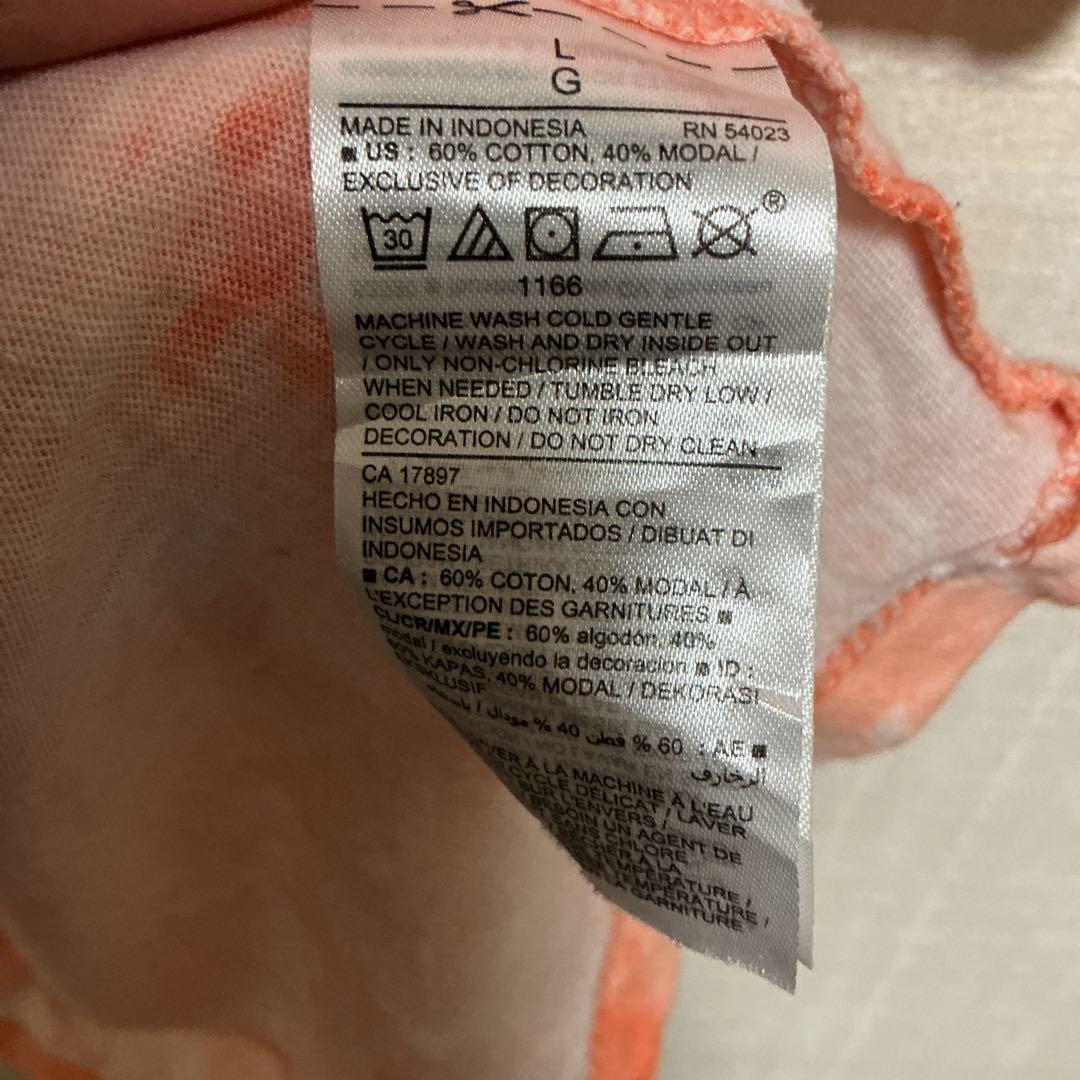 L
G
MADE IN INDONESIA RN 54023
■ US : 60% COTTON, 40% MODAL /
EXCLUSIVE OF DECORATION
30 ®
1166
MACHINE WASH COLD GENTLE
CYCLE / WASH AND DRY INSIDE OUT
/ ONLY NON-CHLORINE BLEACH
WHEN NEEDED / TUMBLE DRY LOW /
COOL IRON / DO NOT IRON
DECORATION / DO NOT DRY CLEAN
CA 17897
HECHO EN INDONESIA CON
INSUMOS IMPORTADOS / DIBUAT DI
INDONESIA
■ CA : 60% COTON, 40% MODAL / À
L'EXCEPTION DES GARNITURES ■
CL/CR/MX/PE : 60% algodón, 40%
modal / excluyendo la decoracion ■ ID :
60% KAPAS, 40% MODAL / DEKORASI
EKSKLUSIF
■ AE : 60 % قطن 40 % مودال /
الزخارف
À LA MACHINE À L'EAU
CYCLE DÉLICAT / LAVER
SUR L'ENVERS /
BESOIN UN AGENT DE
SANS CHLORE
À LA
TEMPÉRATURE /
TEMPÉRATURE /
LA GARNITURE